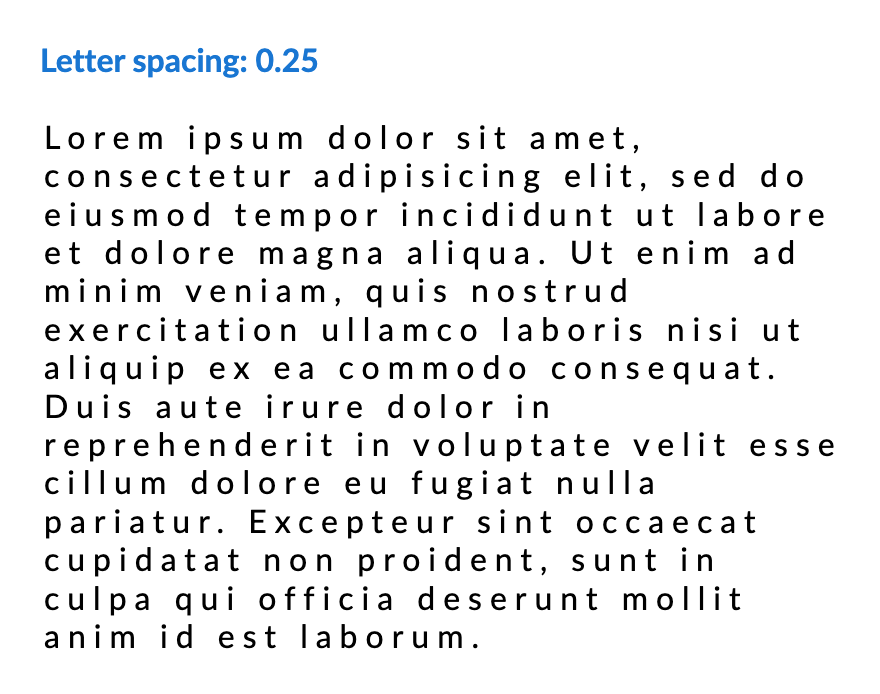 Letter spacing: 0.25
Lorem ipsum dolor sit amet,
consectetur adipisicing elit, sed do
eiusmod tempor incididunt ut labore
et dolore magna aliqua. Ut enim ad
minim veniam, quis nostrud
exercitation ullamco laboris nisi ut
aliquip ex ea commodo consequat.
Duis aute irure dolor in
reprehenderit in voluptate velit esse
cillum dolore eu fugiat nulla
pariatur. Excepteur sint occaecat
cupidatat non proident, sunt in
culpa qui officia deserunt mollit
anim id est laborum.